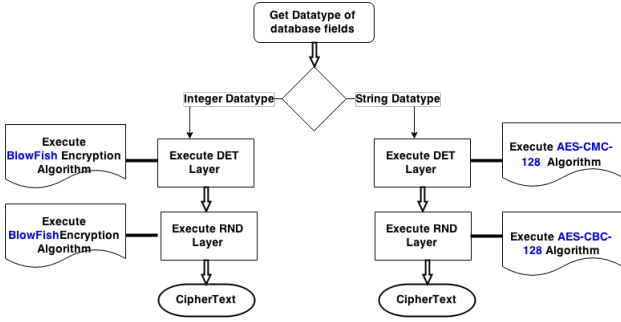 Get Datatype of
database fields
Integer Datatype
String Datatype
Execute
BlowFish Encryption
Algorithm
Execute DET
Layer
Execute DET
Layer
Execute AES-CMC-
128 Algorithm
Execute
BlowFishEncryption
Algorithm
Execute RND
Layer
Execute RND
Layer
Execute AES-CBC-
128 Algorithm
CipherText
CipherText